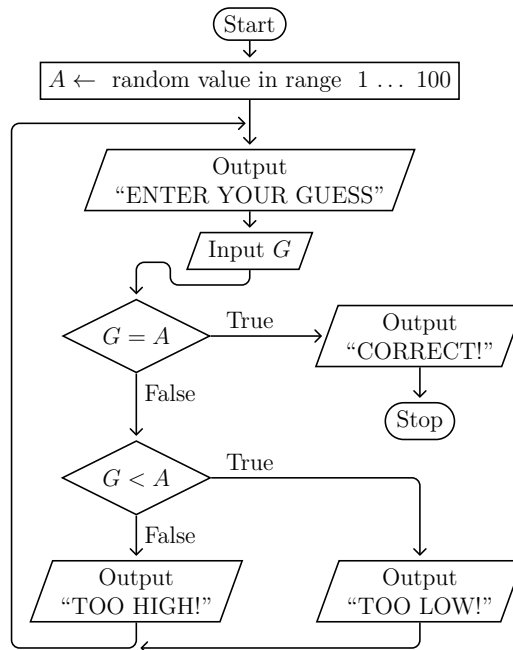 Start
A ← random value in range 1 … 100
Output
“ENTER YOUR GUESS”
Input G
G = A
True
Output
“CORRECT!”
False
Stop
G < A
True
False
Output
“TOO HIGH!”
Output
“TOO LOW!”